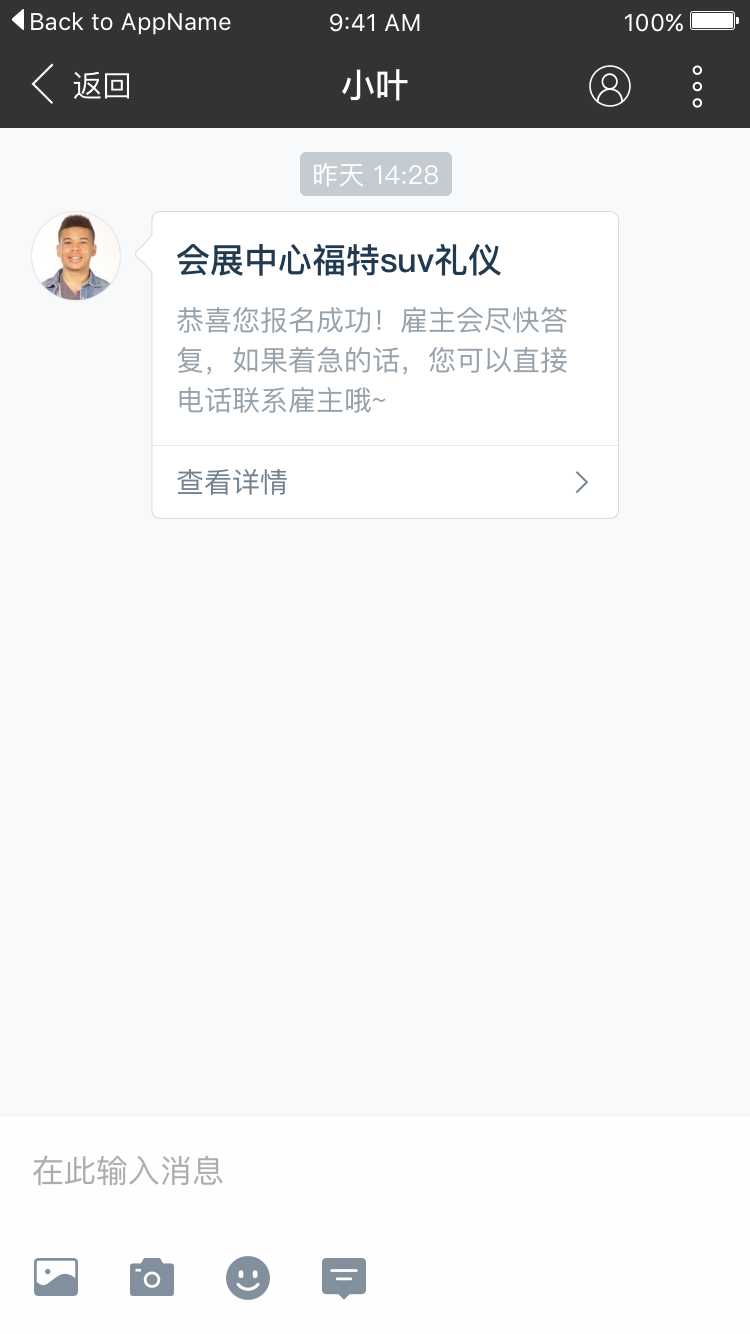 Back to AppName 9:41 AM 100%
返回 小叶
昨天 14:28
会展中心福特suv礼仪
恭喜您报名成功！雇主会尽快答
复，如果着急的话，您可以直接
电话联系雇主哦~
查看详情
在此输入消息